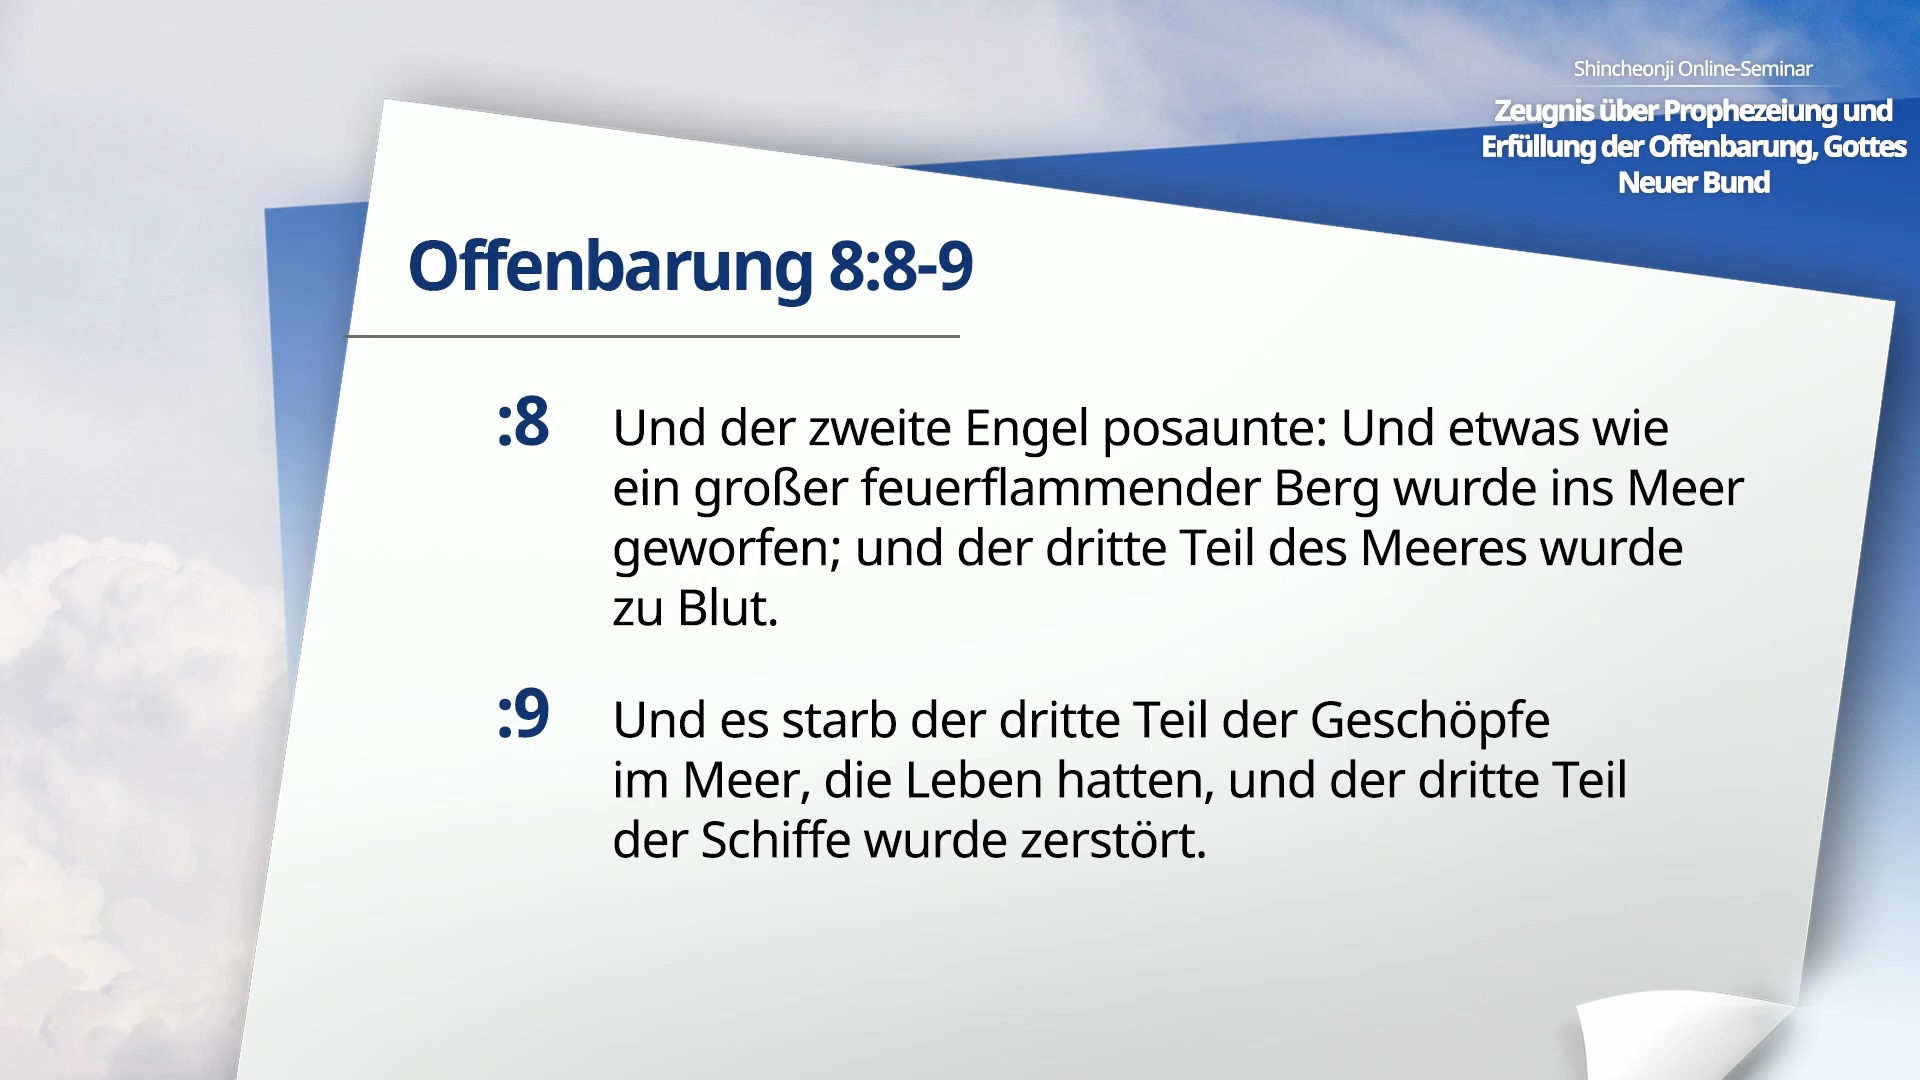 Shincheonji Online-Seminar
Zeugnis über Prophezeiung und
Erfüllung der Offenbarung, Gottes
Neuer Bund
Offenbarung 8:8-9
:8 Und der zweite Engel posaunte: Und etwas wie
ein großer feuerflammender Berg wurde ins Meer
geworfen; und der dritte Teil des Meeres wurde
zu Blut.
:9 Und es starb der dritte Teil der Geschöpfe
im Meer, die Leben hatten, und der dritte Teil
der Schiffe wurde zerstört.